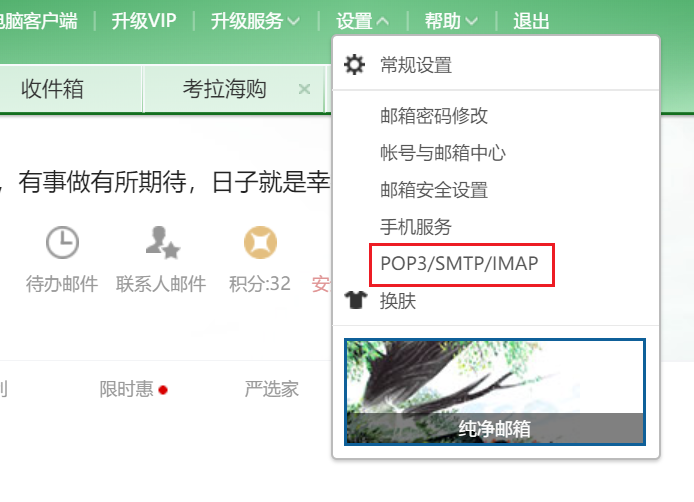 电脑客户端 | 升级VIP | 升级服务 | 设置 | 帮助 | 退出
收件箱
考拉海购 ×
常规设置
邮箱密码修改
帐号与邮箱中心
邮箱安全设置
手机服务
POP3/SMTP/IMAP
换肤
纯净邮箱
，有事做有所期待，日子就是幸
待办邮件
联系人邮件
积分:32
安
限时惠
严选家